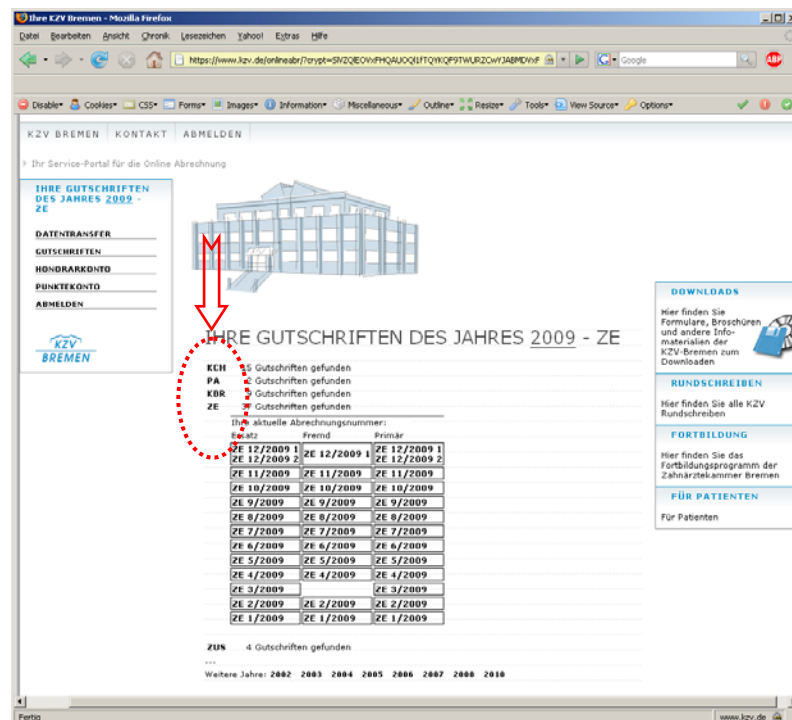 Ihre KZV Bremen - Mozilla Firefox
Datei Bearbeiten Ansicht Chronik Lesezeichen Yahoo! Extras Hilfe
Google
ABP
Disable Cookies CSS Forms Images Information Miscellaneous Outline Resize Tools View Source Options
KZV BREMEN KONTAKT ABMELDEN
Ihr Service-Portal für die Online Abrechnung
IHRE GUTSCHRIFTEN
DES JAHRES 2009 -
ZE
DATENTRANSFER
GUTSCHRIFTEN
HONORARKONTO
PUNKTEKONTO
ABMELDEN
KZV
BREMEN
IHRE GUTSCHRIFTEN DES JAHRES 2009 - ZE
KCH Gutschriften gefunden
PA 2 Gutschriften gefunden
KBR 9 Gutschriften gefunden
ZE Gutschriften gefunden
Ihre aktuelle Abrechnungsnummer:
Ersatz Fremd Primär
ZE 12/2009 1 ZE 12/2009 1 ZE 12/2009 1
ZE 12/2009 2 ZE 12/2009 2
ZE 11/2009 ZE 11/2009 ZE 11/2009
ZE 10/2009 ZE 10/2009 ZE 10/2009
ZE 9/2009 ZE 9/2009 ZE 9/2009
ZE 8/2009 ZE 8/2009 ZE 8/2009
ZE 7/2009 ZE 7/2009 ZE 7/2009
ZE 6/2009 ZE 6/2009 ZE 6/2009
ZE 5/2009 ZE 5/2009 ZE 5/2009
ZE 4/2009 ZE 4/2009 ZE 4/2009
ZE 3/2009 ZE 3/2009
ZE 2/2009 ZE 2/2009 ZE 2/2009
ZE 1/2009 ZE 1/2009 ZE 1/2009
ZUS 4 Gutschriften gefunden
---
Weitere Jahre: 2002 2003 2004 2005 2006 2007 2008 2010
DOWNLOADS
Hier finden Sie
Formulare, Broschüren
und andere Info-
materialien der
KZV-Bremen zum
Downloaden
RUNDSCHREIBEN
Hier finden Sie alle KZV
Rundschreiben
FORTBILDUNG
Hier finden Sie das
Fortbildungsprogramm der
Zahnärztekammer Bremen
FÜR PATIENTEN
Für Patienten
Fertig www.kzv.de